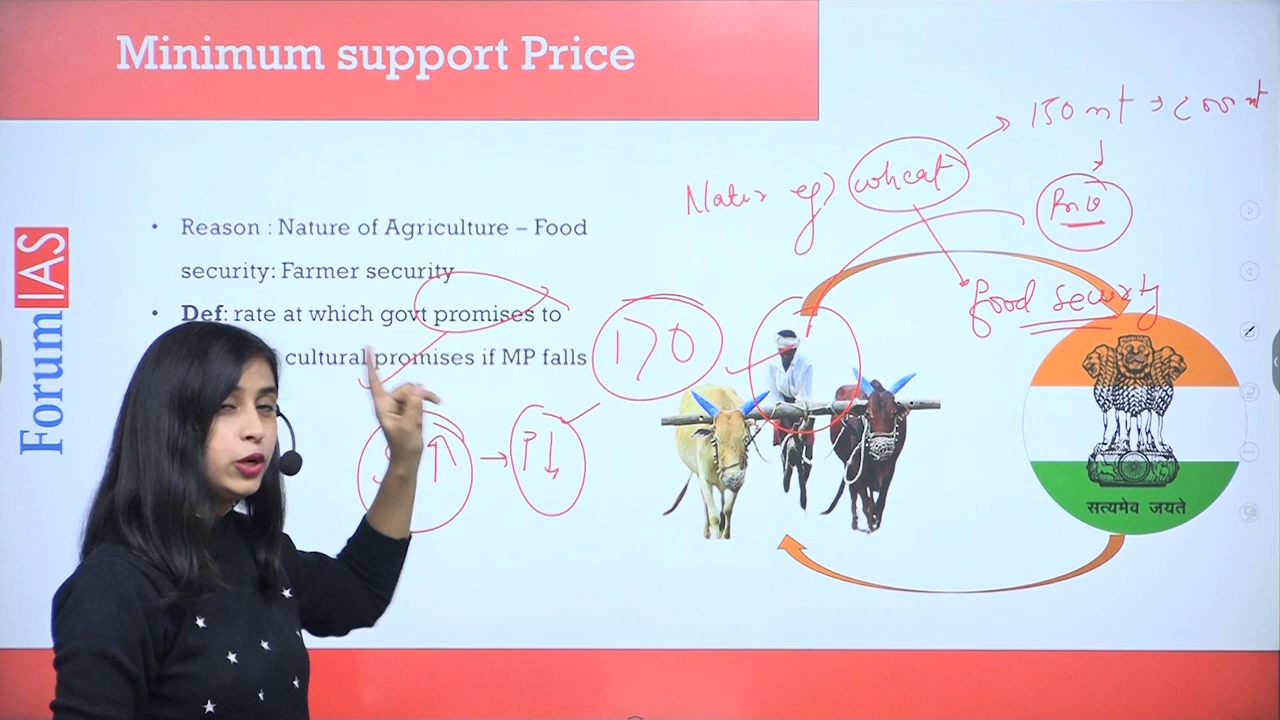 Minimum support Price
ForumIAS
• Reason : Nature of Agriculture – Food
security: Farmer security
• Def: rate at which govt promises to
cultural promises if MP falls
eg) wheat → 150 mt → 200 mt
Food Security
170
↑ → P↓
सत्यमेव जयते